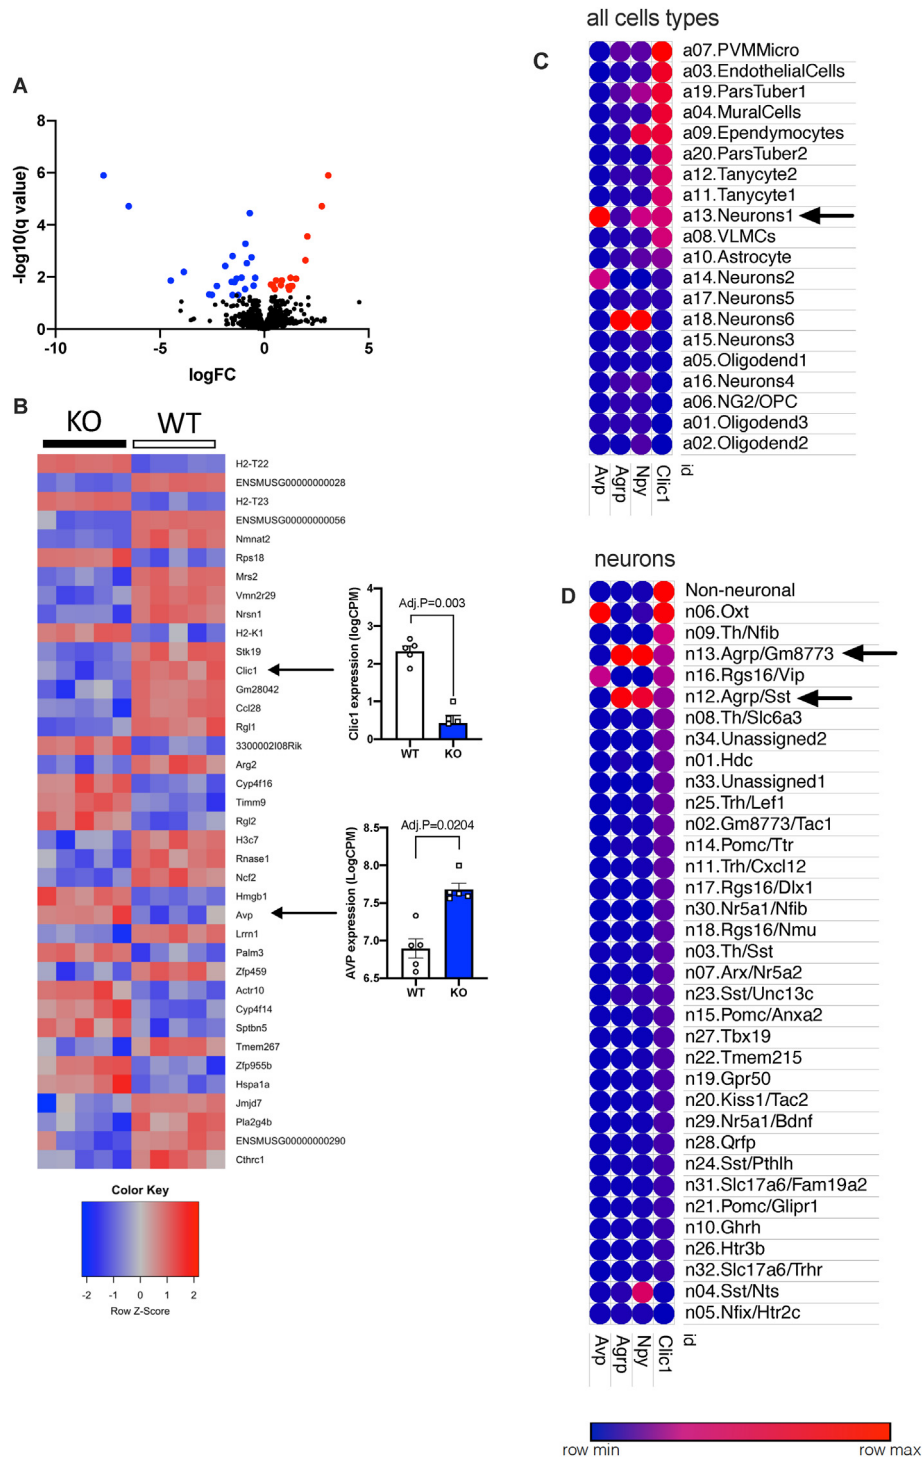 A
8
6
4
2
0
-10
-5
0
5
-log10(q value)
logFC
B
KO
WT
H2-T22
ENSMUSG00000000028
H2-T23
ENSMUSG00000000056
Nmnat2
Rps18
Mrs2
Vmn2r29
Nrsn1
H2-K1
Stk19
Clic1
Gm28042
Ccl28
Rgl1
3300002I08Rik
Arg2
Cyp4f16
Timm9
Rgl2
H3c7
Rnase1
Ncf2
Hmgb1
Avp
Lrrn1
Palm3
Zfp459
Actr10
Cyp4f14
Sptbn5
Tmem267
Zfp955b
Hspa1a
Jmjd7
Pla2g4b
ENSMUSG00000000290
Cthrc1
Color Key
-2 -1 0 1 2
Row Z-Score
Clic1 expression (logCPM)
4
3
2
1
0
Adj.P=0.003
WT KO
AVP expression (LogCPM)
8.5
8.0
7.5
7.0
6.5
Adj.P=0.0204
WT KO
all cells types
C
a07.PVMMicro
a03.EndothelialCells
a19.ParsTuber1
a04.MuralCells
a09.Ependymocytes
a20.ParsTuber2
a12.Tanycyte2
a11.Tanycyte1
a13.Neurons1
a08.VLMCs
a10.Astrocyte
a14.Neurons2
a17.Neurons5
a18.Neurons6
a15.Neurons3
a05.Oligodend1
a16.Neurons4
a06.NG2/OPC
a01.Oligodend3
a02.Oligodend2
Avp Agrp Npy Clic1 id
neurons
D
Non-neuronal
n06.Oxt
n09.Th/Nfib
n13.Agrp/Gm8773
n16.Rgs16/Vip
n12.Agrp/Sst
n08.Th/Slc6a3
n34.Unassigned2
n01.Hdc
n33.Unassigned1
n25.Trh/Lef1
n02.Gm8773/Tac1
n14.Pomc/Ttr
n11.Trh/Cxcl12
n17.Rgs16/Dlx1
n30.Nr5a1/Nfib
n18.Rgs16/Nmu
n03.Th/Sst
n07.Arx/Nr5a2
n23.Sst/Unc13c
n15.Pomc/Anxa2
n27.Tbx19
n22.Tmem215
n19.Gpr50
n20.Kiss1/Tac2
n29.Nr5a1/Bdnf
n28.Qrfp
n24.Sst/Pthlh
n31.Slc17a6/Fam19a2
n21.Pomc/Glipr1
n10.Ghrh
n26.Htr3b
n32.Slc17a6/Trhr
n04.Sst/Nts
n05.Nfix/Htr2c
Avp Agrp Npy Clic1 id
row min row max